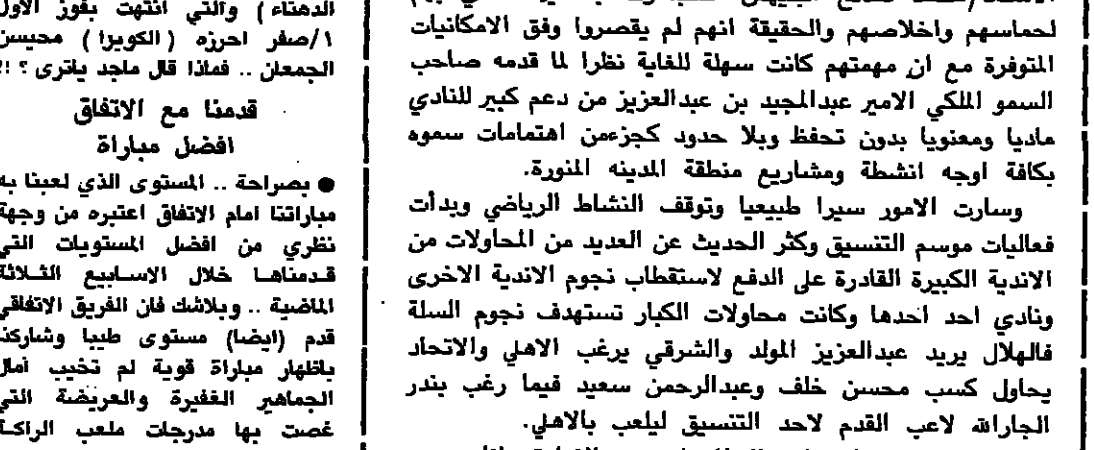 لحماسهم واخلاصهم والحقيقة انهم لم يقصروا وفق الامكانيات
المتوفرة مع ان مهمتهم كانت سهلة للغاية نظرا لما قدمه صاحب
السمو الملكي الامير عبدالمجيد بن عبدالعزيز من دعم كبير للنادي
ماديا ومعنويا بدون تحفظ وبلا حدود كجزءمن اهتمامات سموه
بكافة اوجه انشطة ومشاريع منطقة المدينه المنورة.
وسارت الامور سيرا طبيعيا وتوقف النشاط الرياضي وبدأت
فعاليات موسم التنسيق وكثر الحديث عن العديد من المحاولات من
الاندية الكبيرة القادرة على الدفع لاستقطاب نجوم الاندية الاخرى
ونادي احد احدها وكانت محاولات الكبار تستهدف نجوم السلة
فالهلال يريد عبدالعزيز المولد والشرقي يرغب الاهلي والاتحاد
يحاول كسب محسن خلف وعبدالرحمن سعيد فيما رغب بندر
الجارالله لاعب القدم لاحد التتسيق ليلعب بالاهلي.
الدهناء) والتي انتهت بفوز الاول
١/صفر احرزه (الكوبرا) محيسن
الجمعان .. فماذا قال ماجد ياترى ؟ !!
قدمنا مع الاتفاق
افضل مباراة
● بصراحة .. المستوى الذي لعبنا به
مباراتنا امام الاتفاق اعتبره من وجهة
نظري من افضل المستويات التي
قدمناها خلال الاسابيع الثلاثة
الماضية .. وبلاشك فان الفريق الاتفاقي
قدم (ايضا) مستوى طيبا وشاركنا
باظهار مباراة قوية لم تخيب أمال
الجماهير الغفيرة والعريضة التي
غصت بها مدرجات ملعب الراكة